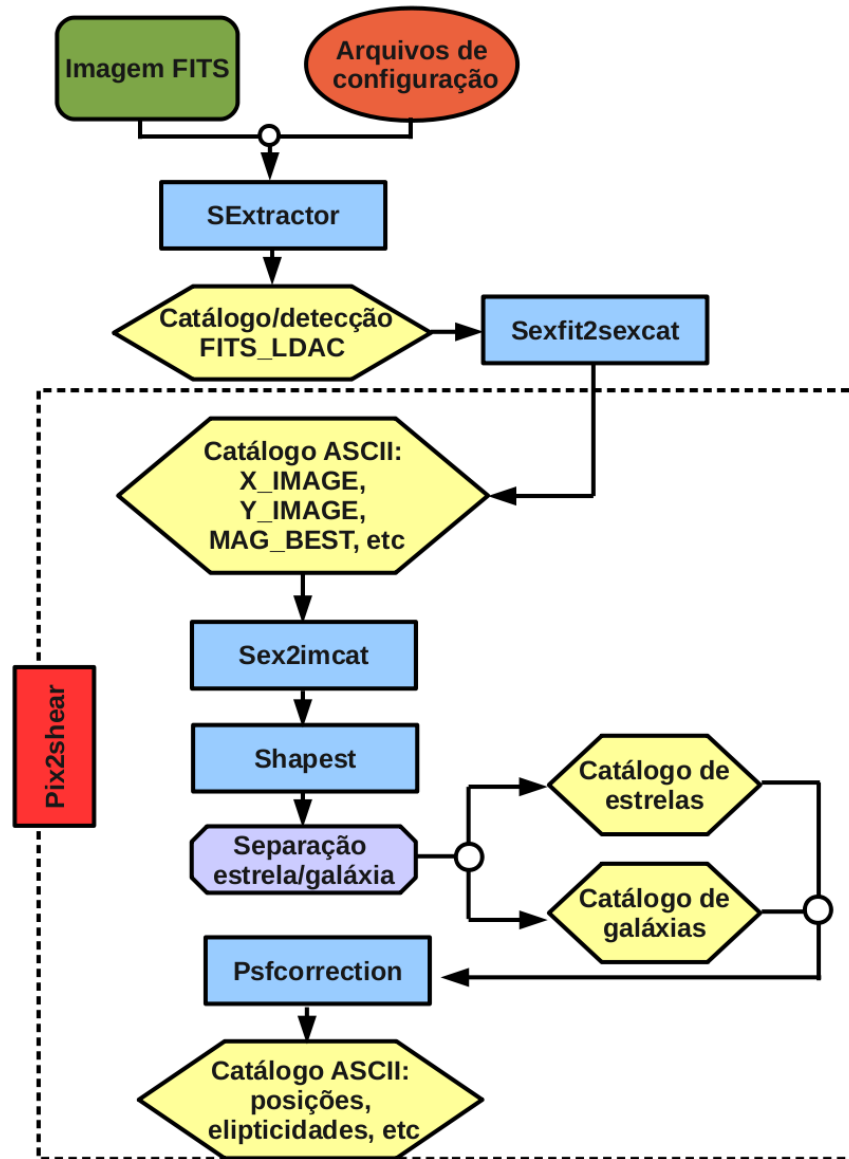 Imagem FITS
Arquivos de
configuração
SExtractor
Catálogo/detecção
FITS_LDAC
Sexfit2sexcat
Catálogo ASCII:
X_IMAGE,
Y_IMAGE,
MAG_BEST, etc
Sex2imcat
Pix2shear
Shapest
Catálogo de
estrelas
Separação
estrela/galáxia
Catálogo de
galáxias
Psfcorrection
Catálogo ASCII:
posições,
elipticidades, etc